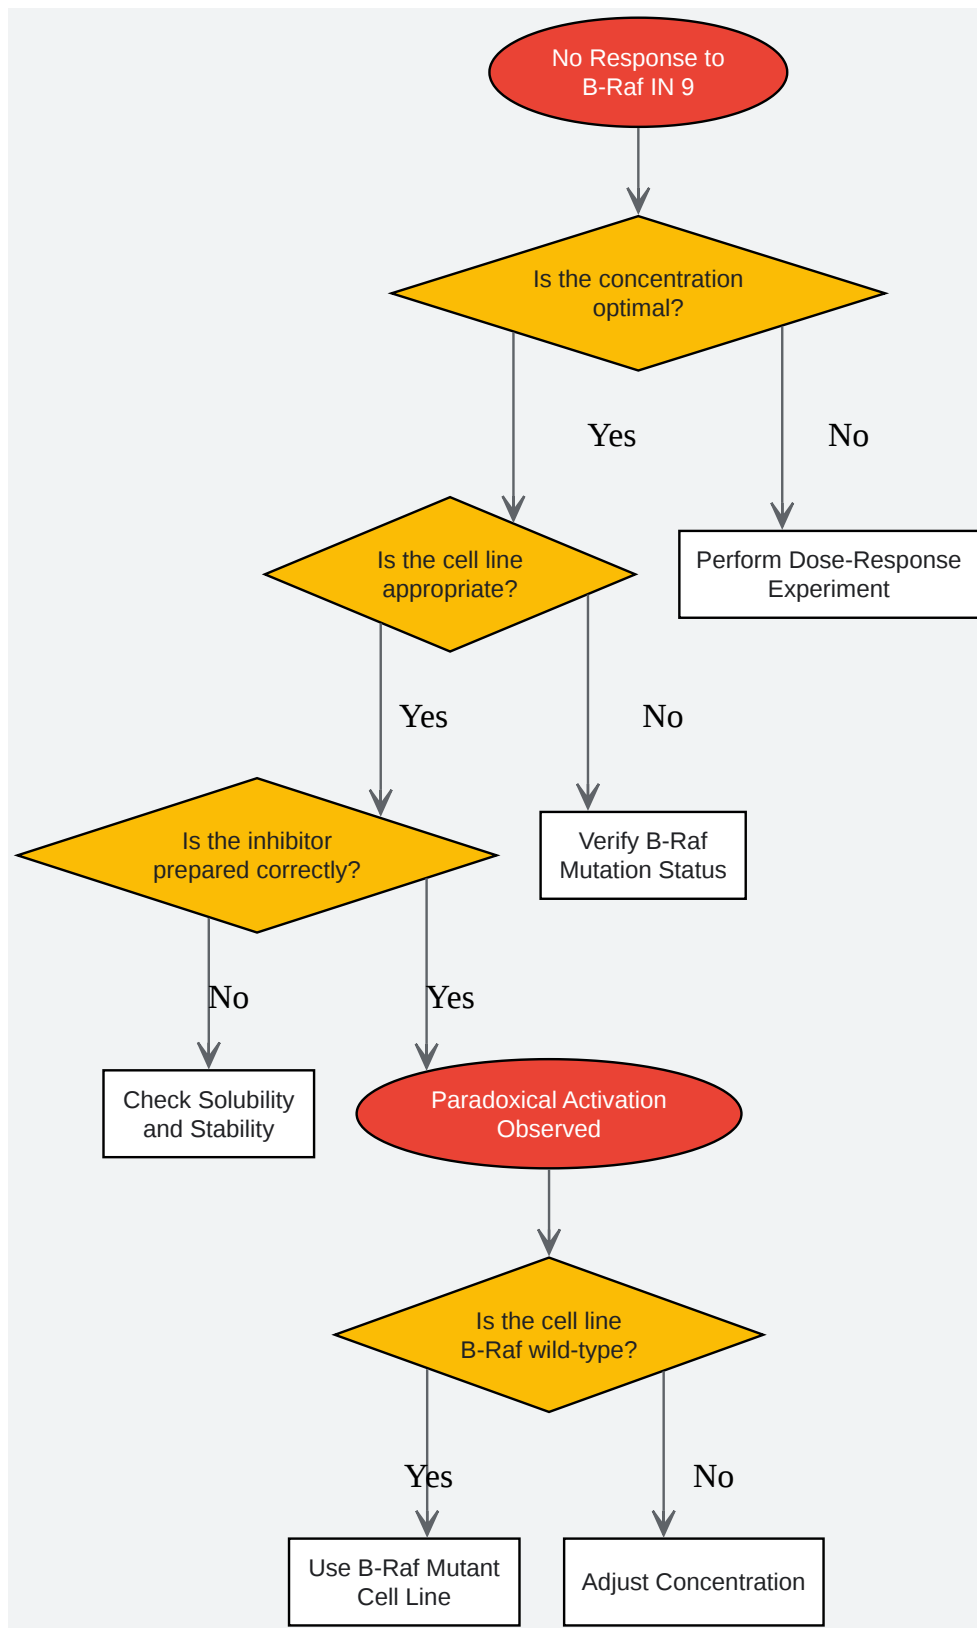 No Response to
B-Raf IN 9
Is the concentration
optimal?
Yes
No
Is the cell line
appropriate?
Perform Dose-Response
Experiment
Yes
No
Is the inhibitor
prepared correctly?
Verify B-Raf
Mutation Status
No
Yes
Check Solubility
and Stability
Paradoxical Activation
Observed
Is the cell line
B-Raf wild-type?
Yes
No
Use B-Raf Mutant
Cell Line
Adjust Concentration